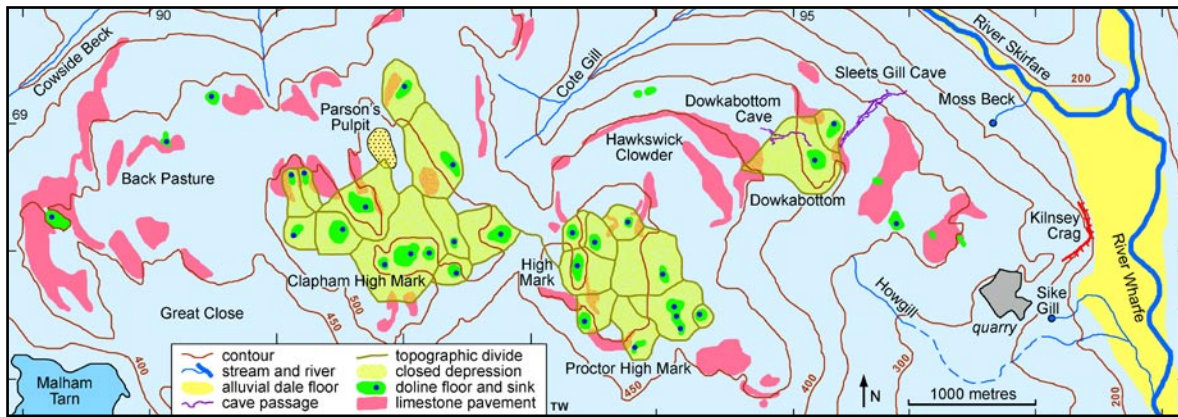 90
95
Cowside Beck
River Skirfare
200
Cote Gill
Sleets Gill Cave
Moss Beck
69
Parson's
Pulpit
Dowkabottom
Cave
Hawkswick
Clowder
Back Pasture
Dowkabottom
Kilnsey
Crag
River Wharfe
High
Mark
Clapham High Mark
Howgill
Sike
Gill
quarry
Great Close
500
450
400
Malham
Tarn
Proctor High Mark
450
400
300
200
N
1000 metres
contour
stream and river
alluvial dale floor
cave passage
topographic divide
closed depression
doline floor and sink
limestone pavement
TW